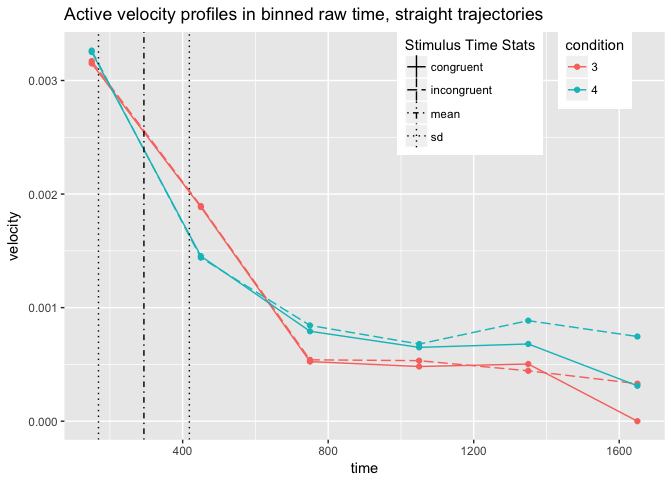 Active velocity profiles in binned raw time, straight trajectories
Stimulus Time Stats
congruent
incongruent
mean
sd
condition
3
4
0.003
0.002
0.001
0.000
velocity
400
800
1200
1600
time